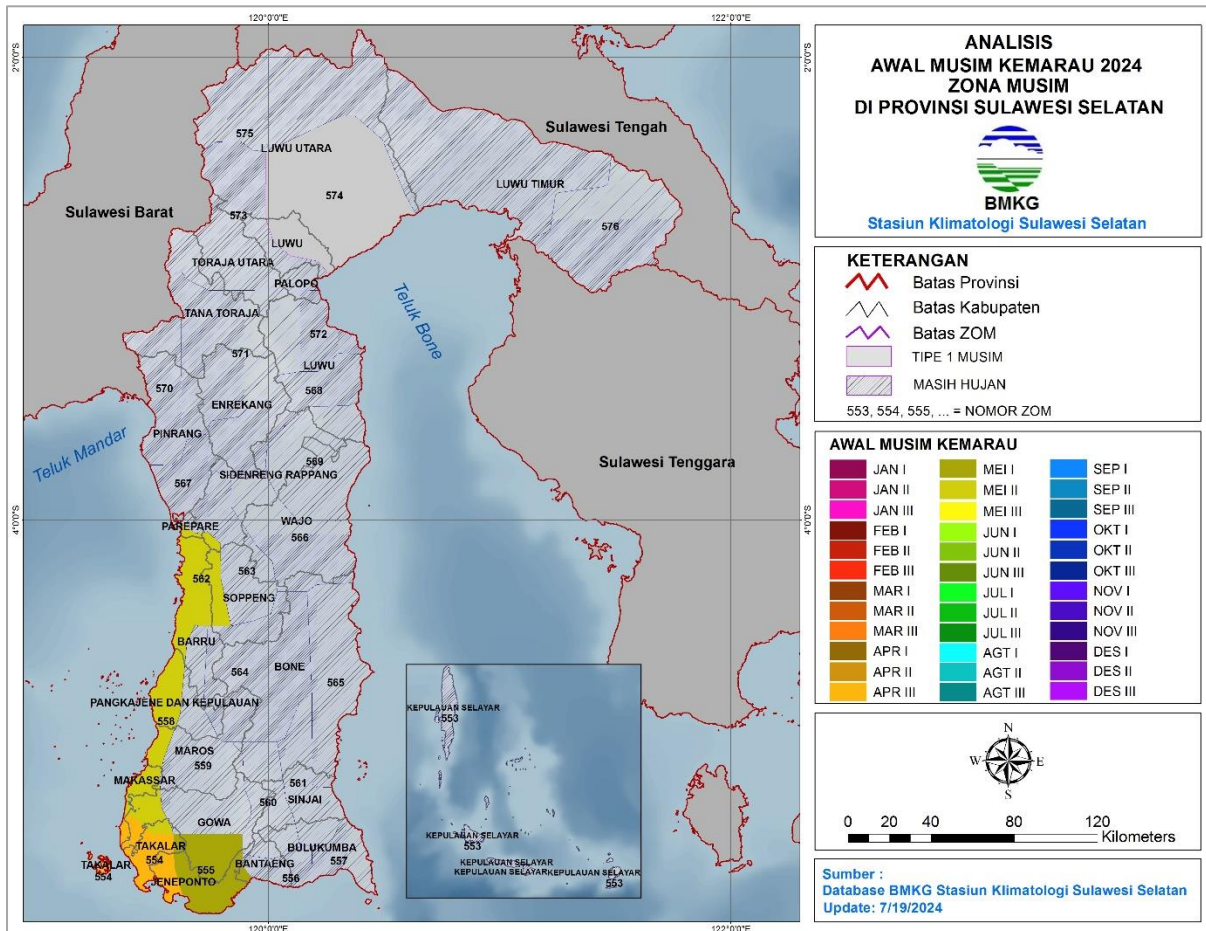 120°0'0"E
122°0'0"E
2°0'0"S
2°0'0"S
Sulawesi Tengah
575
LUWU UTARA
574
LUWU TIMUR
Sulawesi Barat
573
576
LUWU
TORAJA UTARA
PALOPO
Teluk Bone
TANA TORAJA
572
571
LUWU
570
568
ENREKANG
PINRANG
Teluk Mandar
569
SIDENRENG RAPPANG
Sulawesi Tenggara
567
4°0'0"S
4°0'0"S
PAREPARE
WAJO
566
562
563
SOPPENG
BARRU
564
BONE
565
PANGKAJENE DAN KEPULAUAN
558
MAROS
559
MAKASSAR
561
560
SINJAI
GOWA
TAKALAR
554
BULUKUMBA
557
TAKALAR
554
555
BANTAENG
556
JENEPONTO
KEPULAUAN SELAYAR
553
KEPULAUAN SELAYAR
553
KEPULAUAN SELAYAR
KEPULAUAN SELAYAR
KEPULAUAN SELAYAR
553
120°0'0"E
122°0'0"E
ANALISIS
AWAL MUSIM KEMARAU 2024
ZONA MUSIM
DI PROVINSI SULAWESI SELATAN
BMKG
Stasiun Klimatologi Sulawesi Selatan
KETERANGAN
Batas Provinsi
Batas Kabupaten
Batas ZOM
TIPE 1 MUSIM
MASIH HUJAN
553, 554, 555, ... = NOMOR ZOM
AWAL MUSIM KEMARAU
JAN I
JAN II
JAN III
FEB I
FEB II
FEB III
MAR I
MAR II
MAR III
APR I
APR II
APR III
MEI I
MEI II
MEI III
JUN I
JUN II
JUN III
JUL I
JUL II
JUL III
AGT I
AGT II
AGT III
SEP I
SEP II
SEP III
OKT I
OKT II
OKT III
NOV I
NOV II
NOV III
DES I
DES II
DES III
N
W E
S
0 20 40 80 120
Kilometers
Sumber :
Database BMKG Stasiun Klimatologi Sulawesi Selatan
Update: 7/19/2024